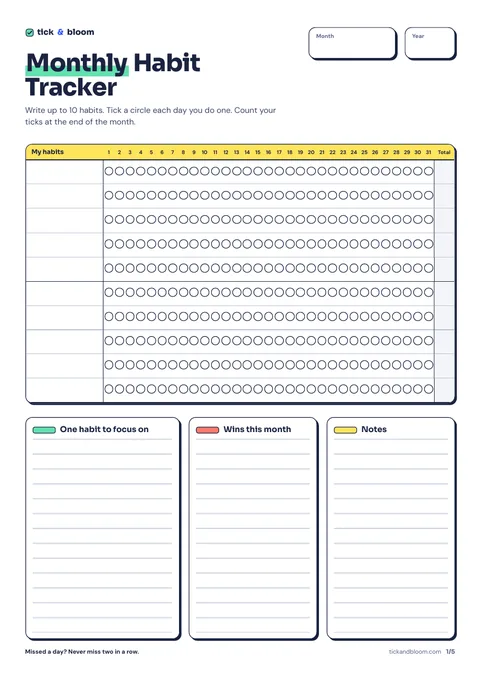 tick & bloom
Month
Year
Monthly Habit
Tracker
Write up to 10 habits. Tick a circle each day you do one. Count your
ticks at the end of the month.
My habits 1 2 3 4 5 6 7 8 9 10 11 12 13 14 15 16 17 18 19 20 21 22 23 24 25 26 27 28 29 30 31 Total
One habit to focus on
Wins this month
Notes
Missed a day? Never miss two in a row.
tickandbloom.com 1/5